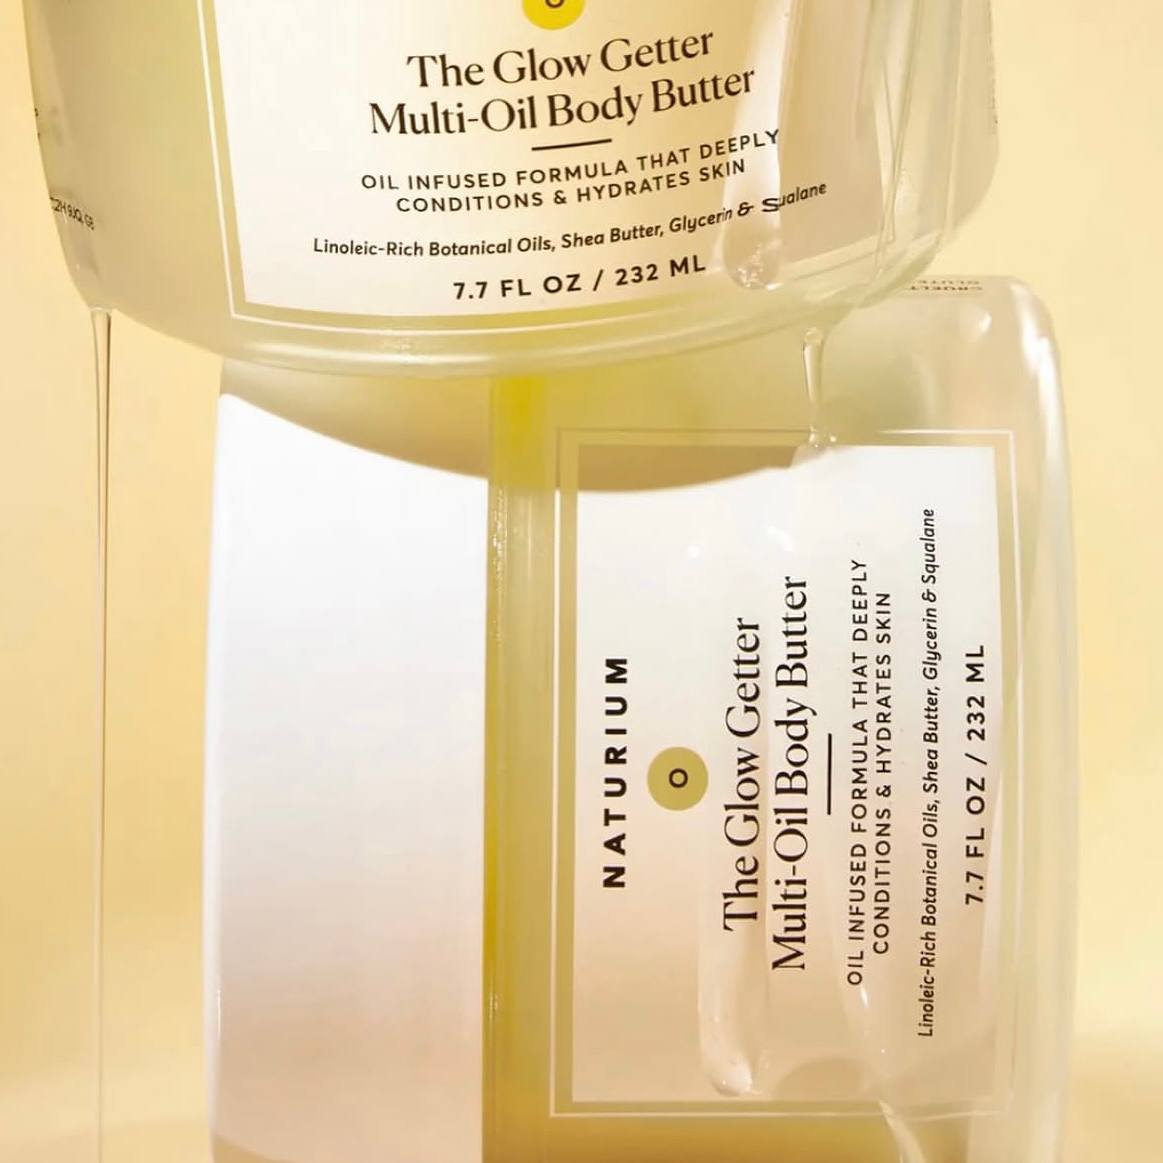 The Glow Getter
Multi-Oil Body Butter
OIL INFUSED FORMULA THAT DEEPLY
CONDITIONS & HYDRATES SKIN
Linoleic-Rich Botanical Oils, Shea Butter, Glycerin & Squalane
7.7 FL OZ / 232 ML
NATURIUM
O
The Glow Getter
Multi-Oil Body Butter
OIL INFUSED FORMULA THAT DEEPLY
CONDITIONS & HYDRATES SKIN
Linoleic-Rich Botanical Oils, Shea Butter, Glycerin & Squalane
7.7 FL OZ / 232 ML